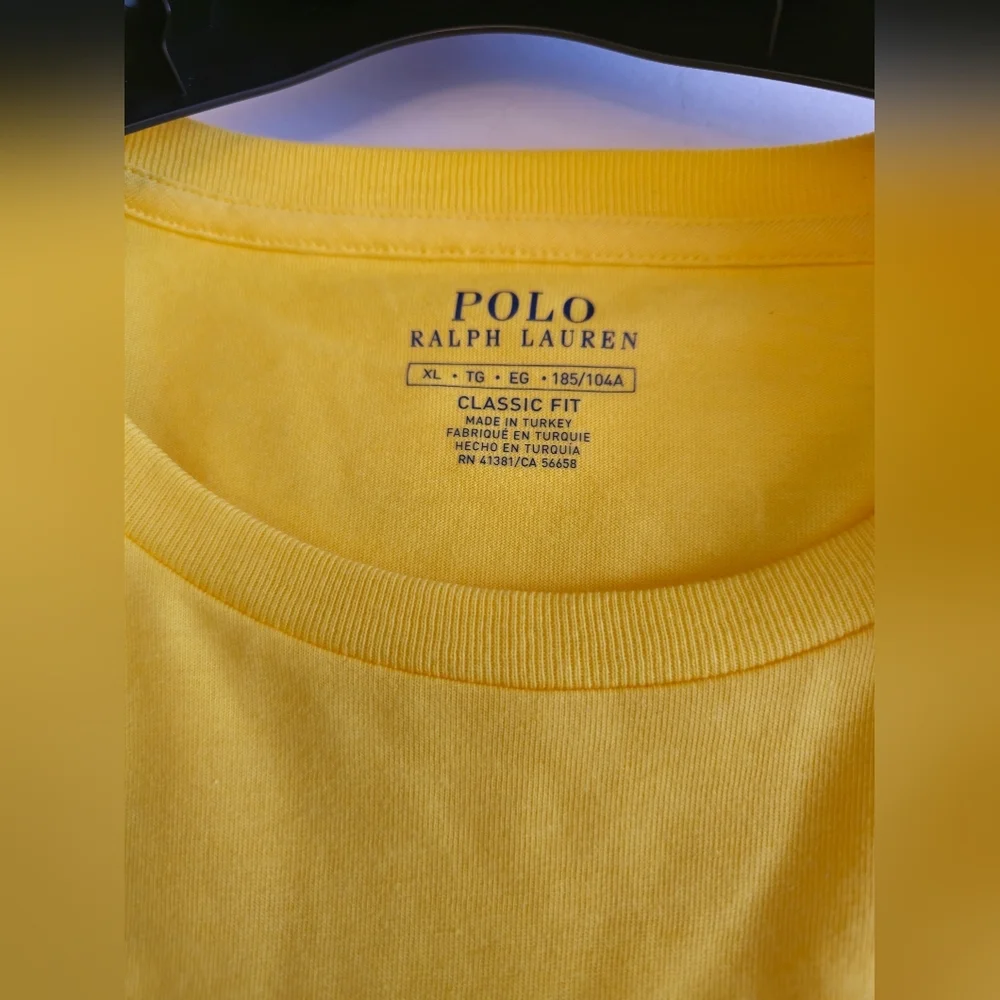 POLO
RALPH LAUREN
XL • TG • EG • 185/104A
CLASSIC FIT
MADE IN TURKEY
FABRIQUÉ EN TURQUIE
HECHO EN TURQUÍA
RN 41381/CA 56658